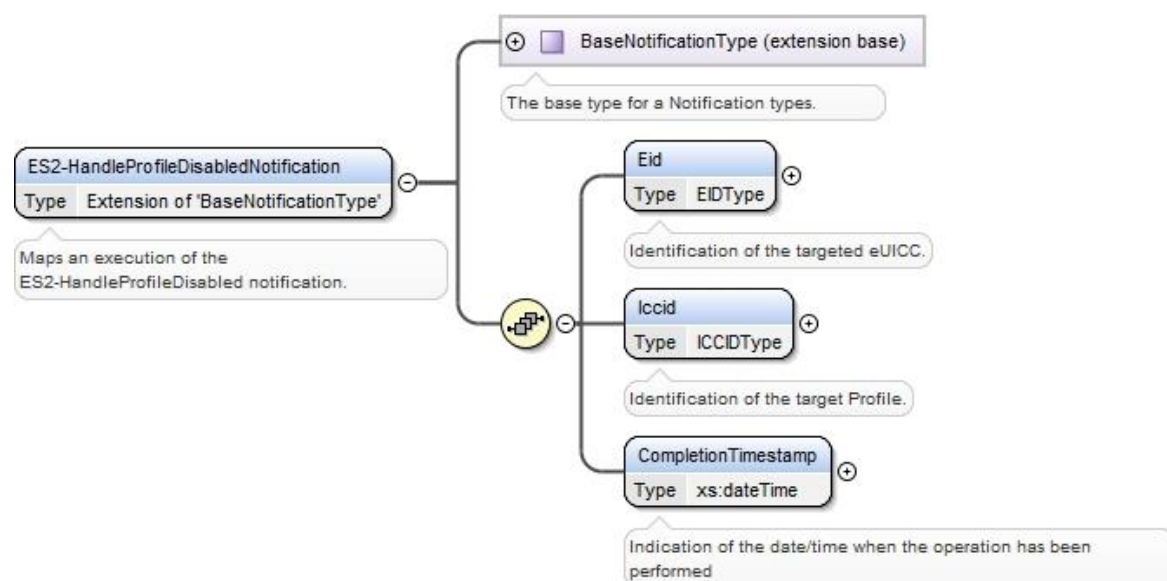 BaseNotificationType (extension base)
The base type for a Notification types.
ES2-HandleProfileDisabledNotification
Type Extension of 'BaseNotificationType'
Maps an execution of the
ES2-HandleProfileDisabled notification.
Eid
Type EIDType
Identification of the targeted eUICC.
Iccid
Type ICCIDType
Identification of the target Profile.
CompletionTimestamp
Type xs:dateTime
Indication of the date/time when the operation has been
performed